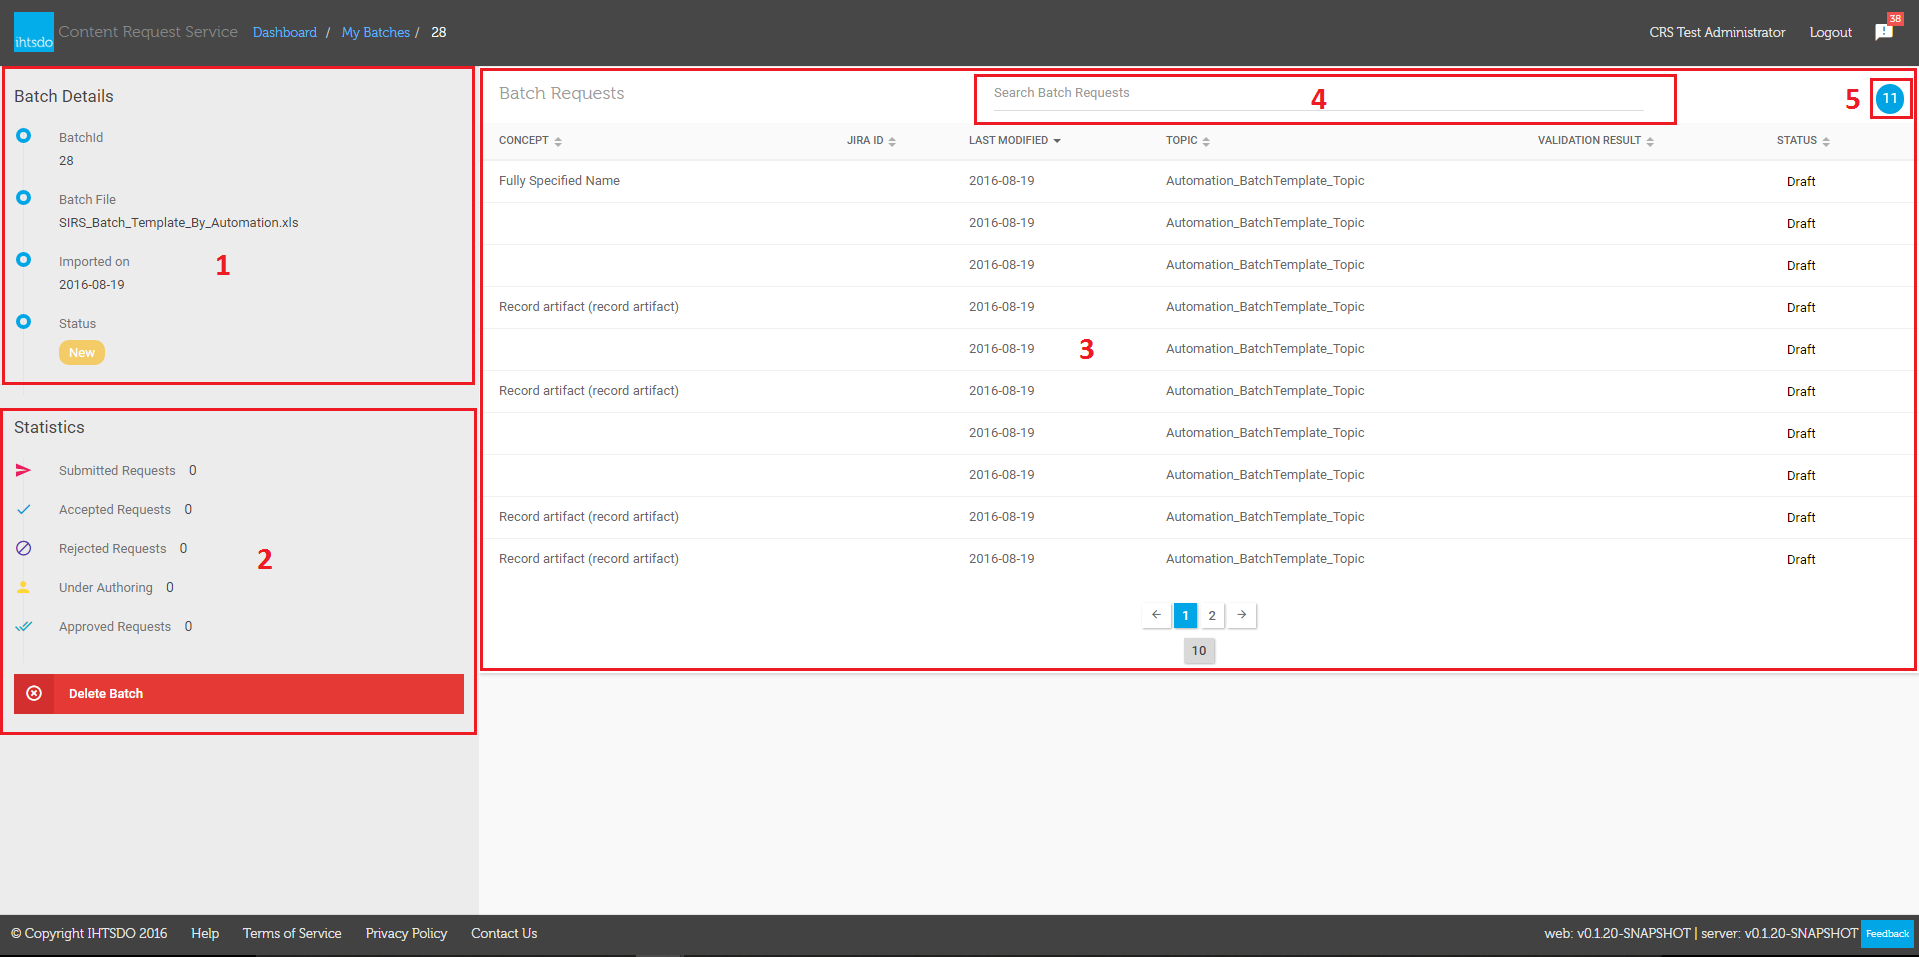 ihtsdo Content Request Service Dashboard / My Batches / 28 CRS Test Administrator Logout 38
Batch Details
BatchId
28
Batch File
SIRS_Batch_Template_By_Automation.xls
Imported on
1
2016-08-19
Status
New
Statistics
Submitted Requests 0
Accepted Requests 0
Rejected Requests 0
2
Under Authoring 0
Approved Requests 0
Delete Batch
Batch Requests Search Batch Requests 4 5 11
CONCEPT JIRA ID LAST MODIFIED TOPIC VALIDATION RESULT STATUS
Fully Specified Name 2016-08-19 Automation_BatchTemplate_Topic Draft
2016-08-19 Automation_BatchTemplate_Topic Draft
2016-08-19 Automation_BatchTemplate_Topic Draft
Record artifact (record artifact) 2016-08-19 Automation_BatchTemplate_Topic Draft
2016-08-19 3 Automation_BatchTemplate_Topic Draft
Record artifact (record artifact) 2016-08-19 Automation_BatchTemplate_Topic Draft
2016-08-19 Automation_BatchTemplate_Topic Draft
2016-08-19 Automation_BatchTemplate_Topic Draft
Record artifact (record artifact) 2016-08-19 Automation_BatchTemplate_Topic Draft
Record artifact (record artifact) 2016-08-19 Automation_BatchTemplate_Topic Draft
← 1 2 →
10
© Copyright IHTSDO 2016 Help Terms of Service Privacy Policy Contact Us web: v0.1.20-SNAPSHOT | server: v0.1.20-SNAPSHOT Feedback